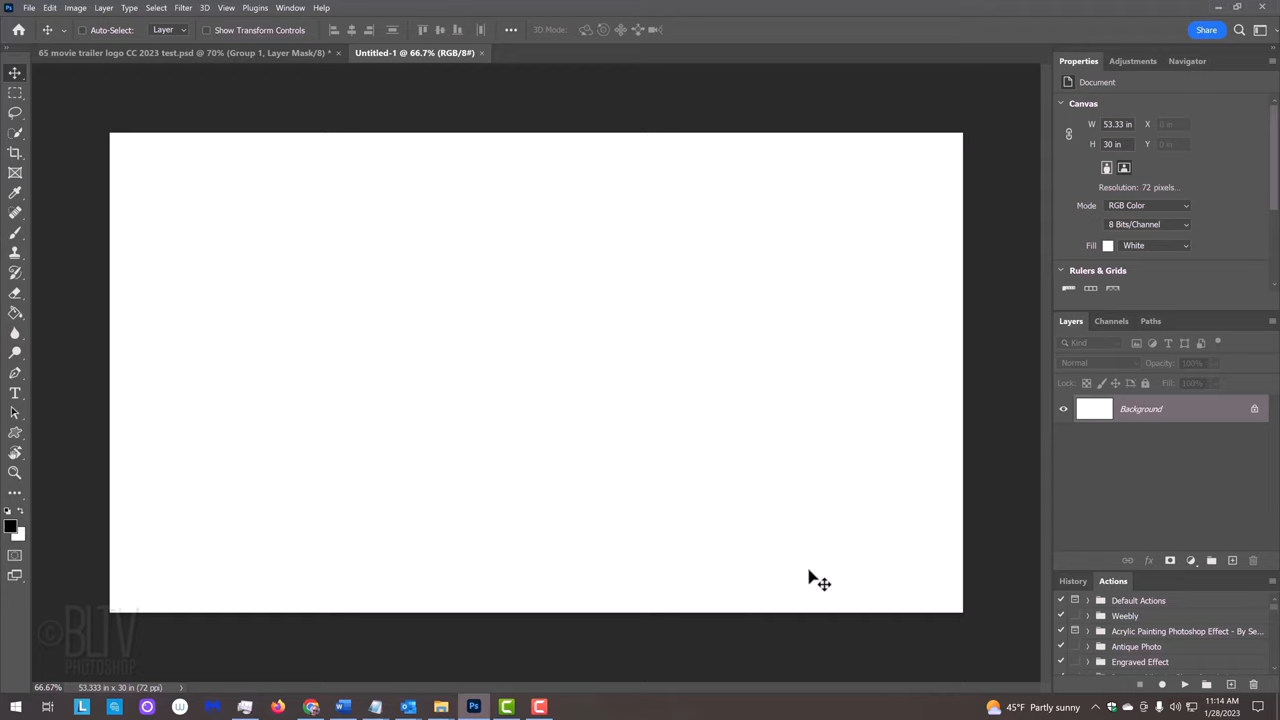 Ps File Edit Image Layer Type Select Filter 3D View Plugins Window Help
Auto-Select: Layer Show Transform Controls 3D Mode: Share
65 movie trailer logo CC 2023 test.psd @ 70% (Group 1, Layer Mask/8) * × Untitled-1 @ 66.7% (RGB/8#) ×
Properties Adjustments Navigator
Document
Canvas
W 53.33 in X 0 in
H 30 in Y 0 in
Resolution: 72 pixels...
Mode RGB Color
8 Bits/Channel
Fill White
Rulers & Grids
Layers Channels Paths
Kind
Normal Opacity: 100%
Lock: Fill: 100%
Background
History Actions
Default Actions
Weebly
Acrylic Painting Photoshop Effect - By Se...
Antique Photo
Engraved Effect
©BLTV
PHOTOSHOP
66.67% 53.333 in x 30 in (72 ppi)
45°F Partly sunny
11:14 AM
1/28/2023